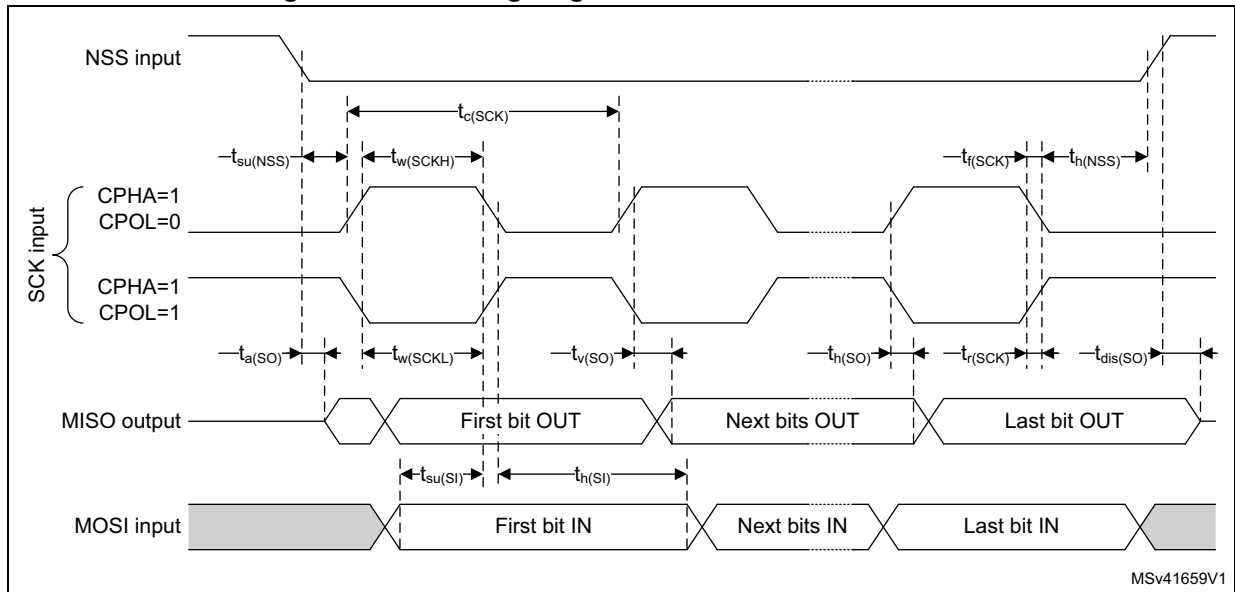 NSS input
tc(SCK)
tsu(NSS)
tw(SCKH)
tf(SCK)
th(NSS)
SCK input
CPHA=1
CPOL=0
CPHA=1
CPOL=1
ta(SO)
tw(SCKL)
tv(SO)
th(SO)
tr(SCK)
tdis(SO)
MISO output
First bit OUT
Next bits OUT
Last bit OUT
tsu(SI)
th(SI)
MOSI input
First bit IN
Next bits IN
Last bit IN
MSv41659V1